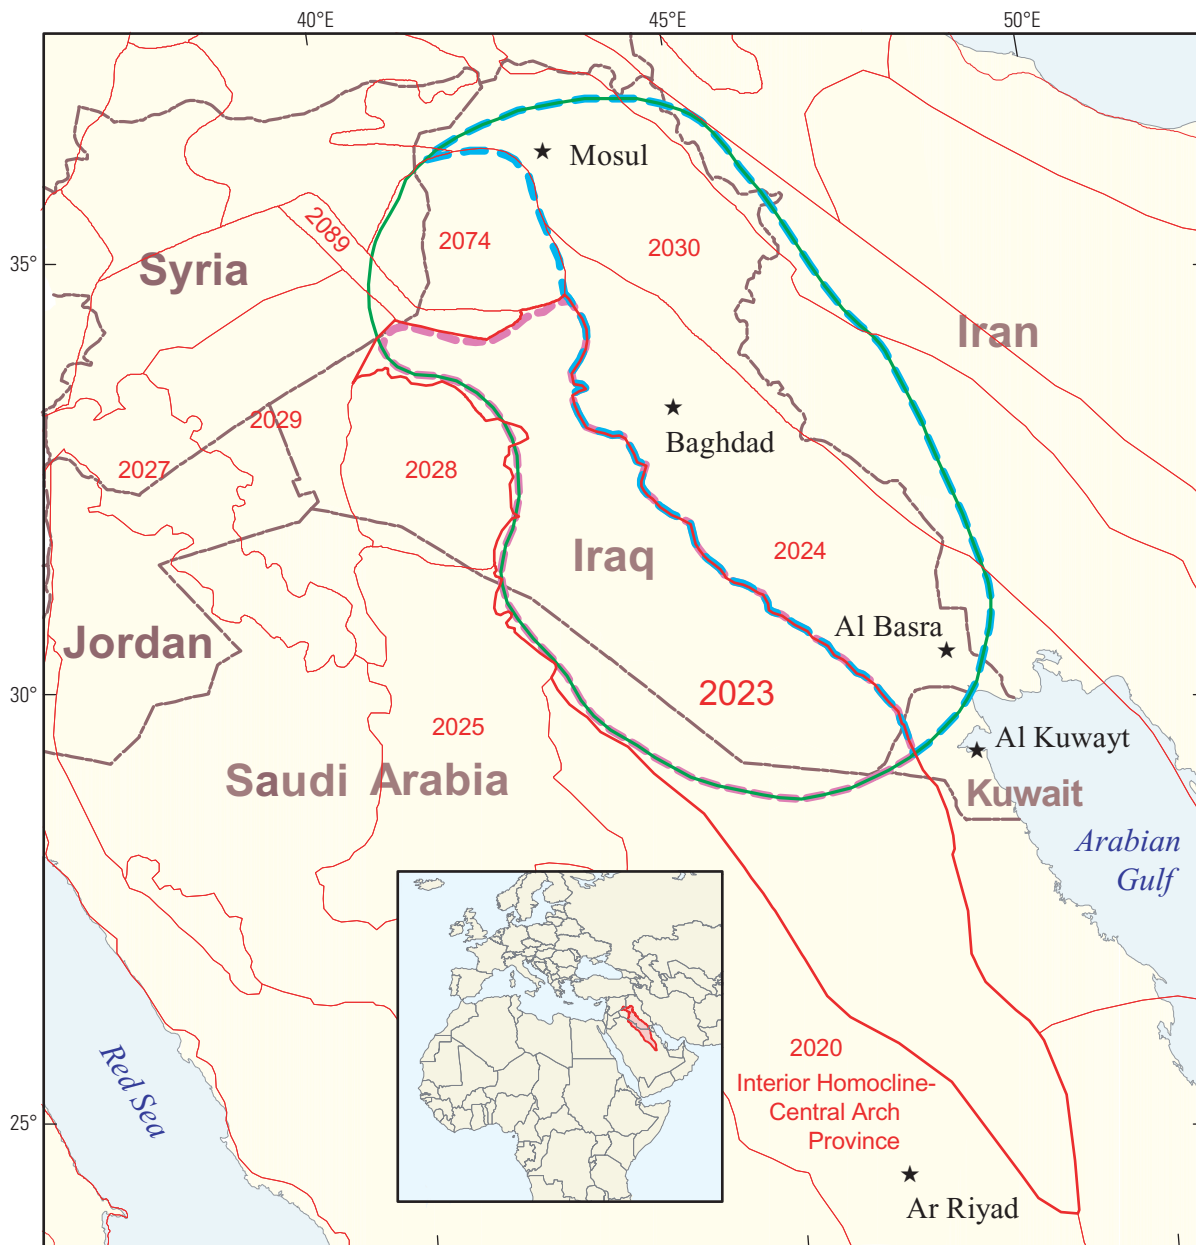 40°E
45°E
50°E
Mosul
2089
2074
2030
35°
Syria
Iran
Baghdad
2029
2027
2028
Iraq
2024
Al Basra
Jordan
30°
2023
2025
Al Kuwayt
Saudi Arabia
Kuwait
Arabian
Gulf
Red Sea
2020
Interior Homocline-
Central Arch
Province
25°
Ar Riyad